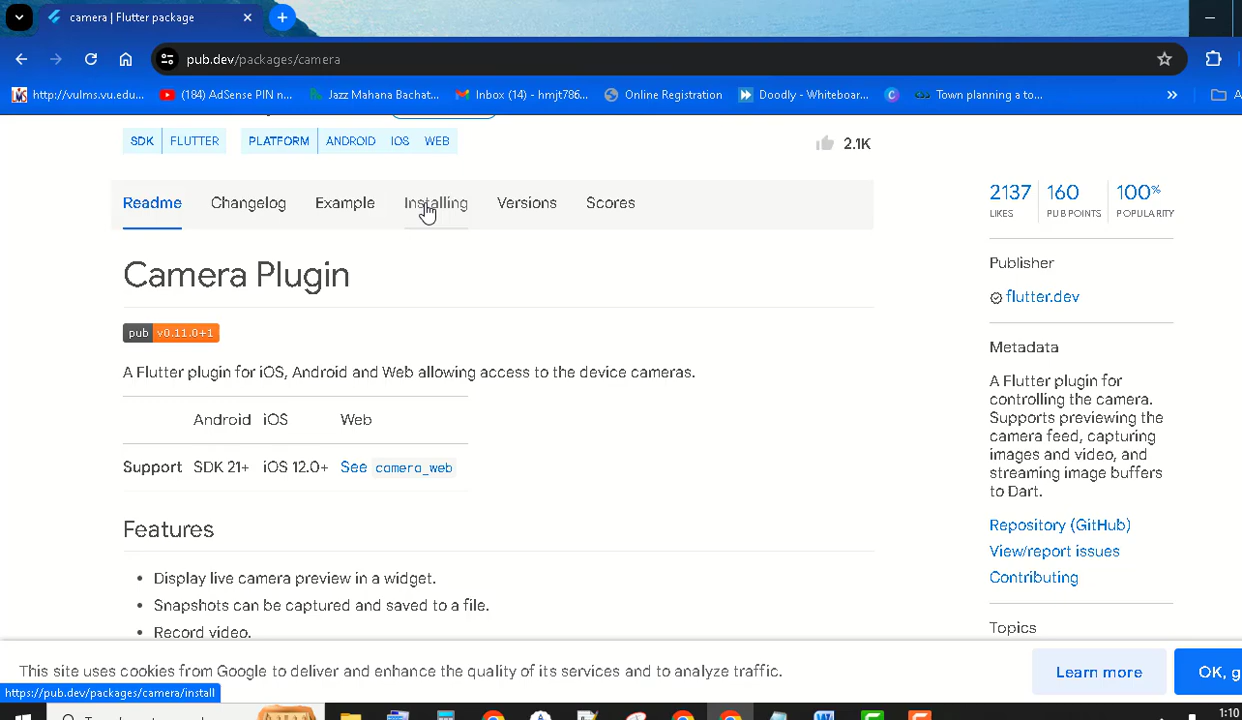 camera | Flutter package
pub.dev/packages/camera
http://vulms.vu.edu...
(184) AdSense PIN n...
Jazz Mahana Bachat...
Inbox (14) - hmjt786...
Online Registration
Doodly - Whiteboar...
Town planning a to...
SDK FLUTTER PLATFORM ANDROID IOS WEB
2.1K
Readme Changelog Example Installing Versions Scores
Camera Plugin
pub v0.11.0+1
A Flutter plugin for iOS, Android and Web allowing access to the device cameras.
Android iOS Web
Support SDK 21+ iOS 12.0+ See camera_web
Features
• Display live camera preview in a widget.
• Snapshots can be captured and saved to a file.
• Record video.
2137 160 100%
LIKES PUB POINTS POPULARITY
Publisher
flutter.dev
Metadata
A Flutter plugin for
controlling the camera.
Supports previewing the
camera feed, capturing
images and video, and
streaming image buffers
to Dart.
Repository (GitHub)
View/report issues
Contributing
Topics
This site uses cookies from Google to deliver and enhance the quality of its services and to analyze traffic.
Learn more
OK, g
https://pub.dev/packages/camera/install
1:10